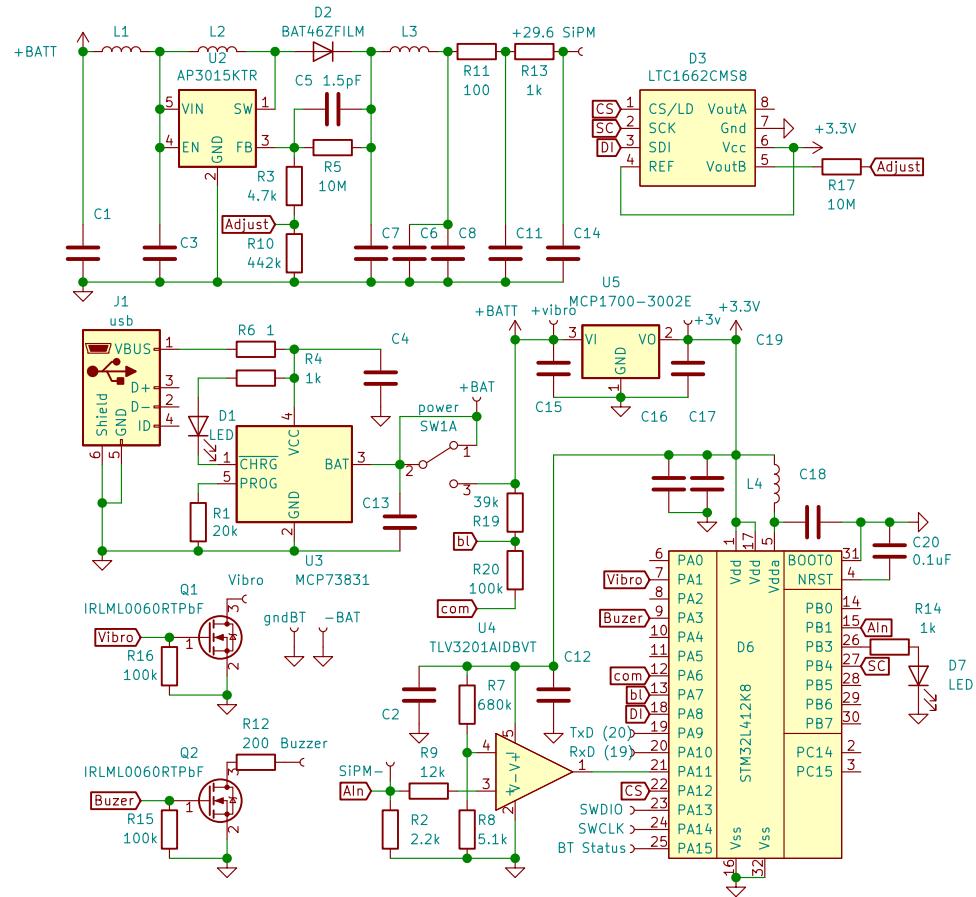 +BATT
L1
L2
D2
BAT46ZFILM
L3
+29.6 SiPM
U2
AP3015KTR
C5 1.5pF
R11
100
R13
1k
5 VIN
SW 1
4 EN
FB 3
GND
2
R3
4.7k
R5
10M
Adjust
R10
442k
C1
C3
C7
C6
C8
C11
C14
D3
LTC1662CMS8
CS 1 CS/LD
VoutA 8
SC 2 SCK
Gnd 7
DI 3 SDI
Vcc 6
4 REF
VoutB 5
+3.3V
R17
10M
Adjust
J1
usb
VBUS 1
D+ 3
D- 2
ID 4
Shield
GND
6
5
R6 1
R4
1k
C4
D1
LED
4
VCC
1 CHRG
5 PROG
BAT 3
GND
2
R1
20k
U3
MCP73831
C13
power
SW1A
+BAT
1
2
3
+BATT
+vibro
U5
MCP1700-3002E
+3v
+3.3V
3 VI
VO 2
GND
1
C15
C16
C17
C19
39k
R19
bl
R20
100k
com
L4
C18
C20
0.1uF
Q1
IRLML0060RTPbF
Vibro
Vibro
1
2
3
R16
100k
gndBT
-BAT
Q2
IRLML0060RTPbF
R12
200
Buzzer
Buzer
1
2
3
R15
100k
U4
TLV3201AIDBVT
C12
C2
R7
680k
SiPM-
AIn
R9
12k
R2
2.2k
R8
5.1k
4
3
5
2
1
V+
V-
+
D6
STM32L412K8
1
17
5
Vdd
Vdd
Vdda
6 PA0
Vibro 7 PA1
8 PA2
Buzer 9 PA3
10 PA4
11 PA5
com 12 PA6
bl 13 PA7
DI 18 PA8
TxD (20) 19 PA9
RxD (19) 20 PA10
21 PA11
CS 22 PA12
SWDIO 23 PA13
SWCLK 24 PA14
BT Status 25 PA15
BOOT0 31
NRST 4
PB0 14
PB1 15 AIn
PB3 26
PB4 27 SC
PB5 28
PB6 29
PB7 30
PC14 2
PC15 3
Vss
Vss
16
32
R14
1k
D7
LED